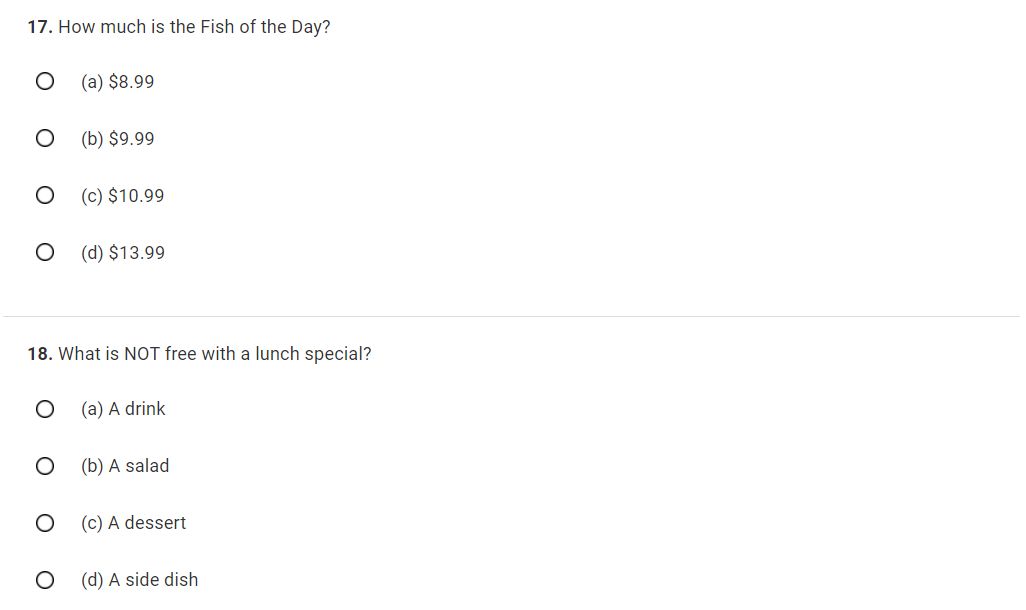 17. How much is the Fish of the Day?
(a) $8.99
(b) $9.99
(c) $10.99
(d) $13.99
18. What is NOT free with a lunch special?
(a) A drink
(b) A salad
(c) A dessert
(d) A side dish